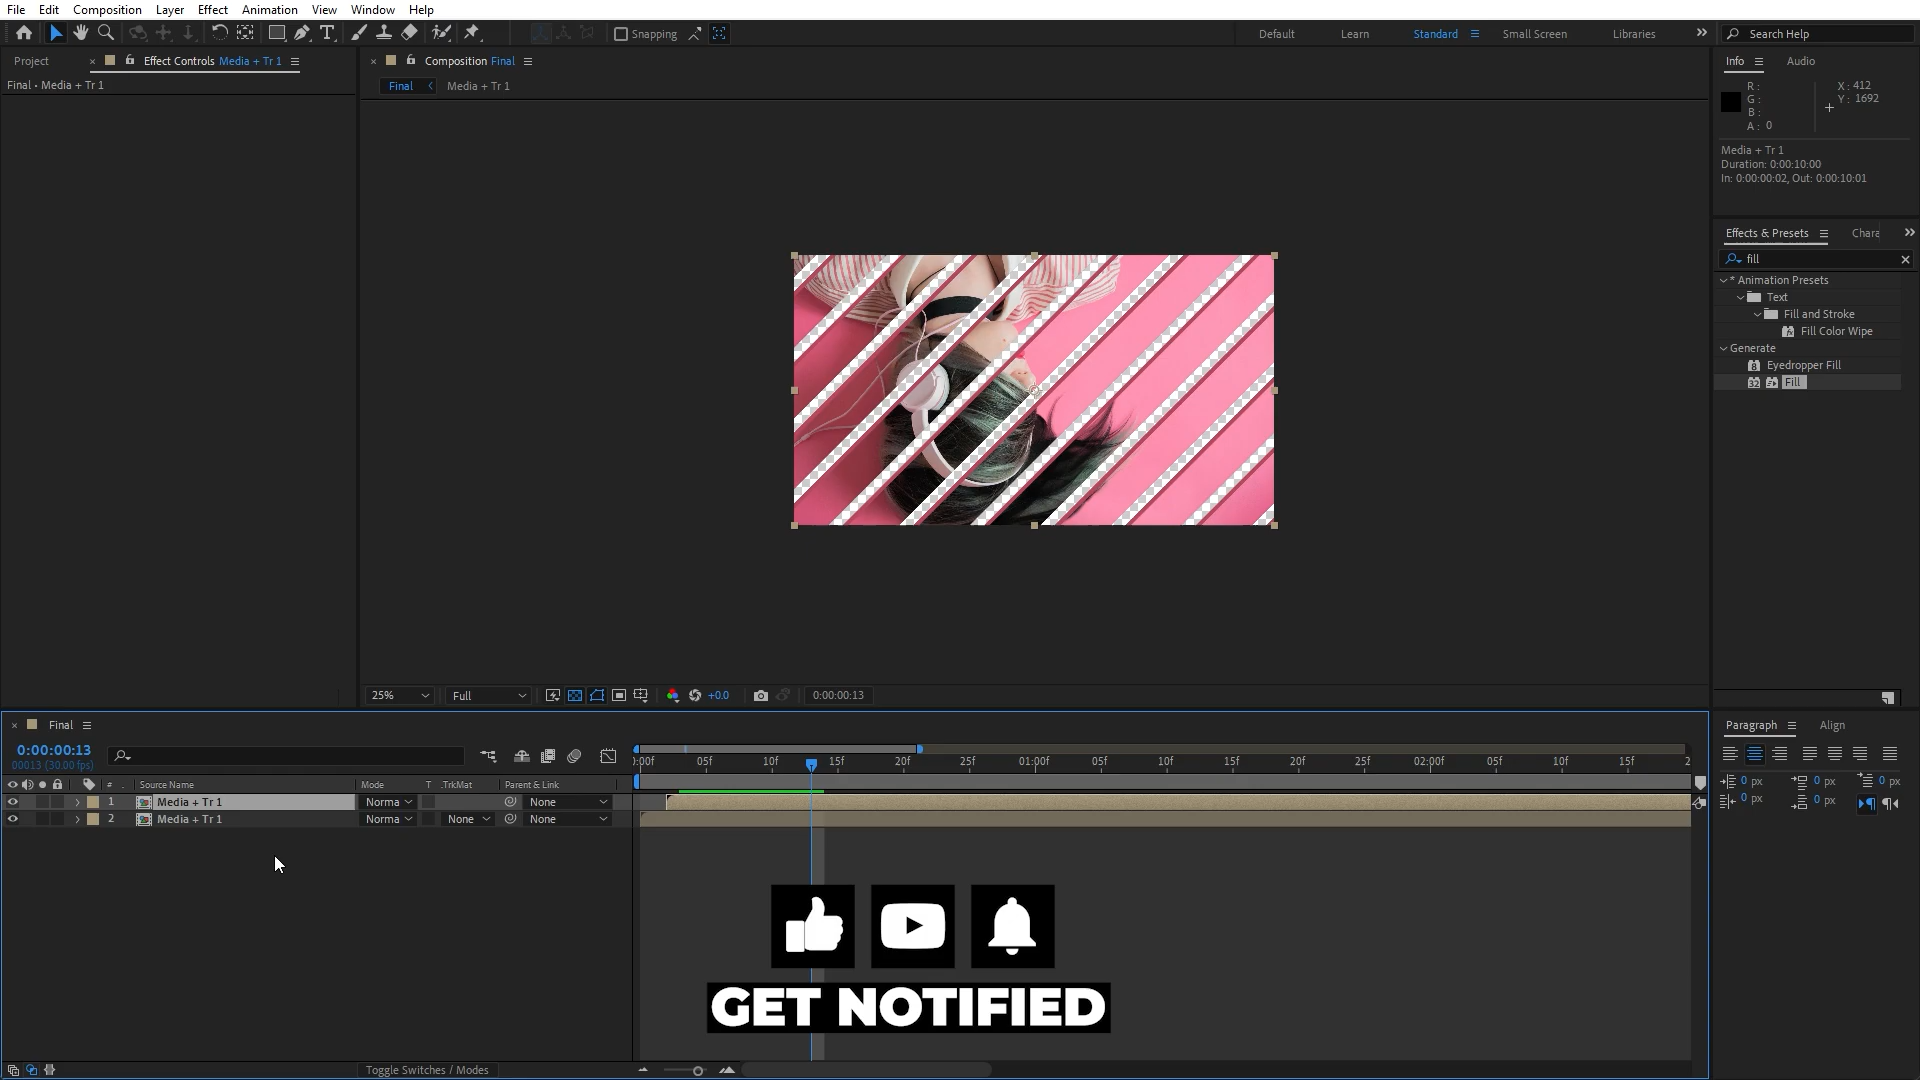 File Edit Composition Layer Effect Animation View Window Help
Snapping
Default Learn Standard Small Screen Libraries
Search Help
Project
Effect Controls Media + Tr 1
Final • Media + Tr 1
Composition Final
Final Media + Tr 1
Info Audio
R :
G :
B :
A : 0
X : 412
Y : 1692
Media + Tr 1
Duration: 0:00:10:00
In: 0:00:00:02, Out: 0:00:10:01
Effects & Presets Chara
fill
* Animation Presets
Text
Fill and Stroke
Fill Color Wipe
Generate
Eyedropper Fill
Fill
25% Full +0.0 0:00:00:13
Final
0:00:00:13
00013 (30.00 fps)
:00f 05f 10f 15f 20f 25f 01:00f 05f 10f 15f 20f 25f 02:00f 05f 10f 15f 2
# Source Name Mode T .TrkMat Parent & Link
1 Media + Tr 1 Norma None
2 Media + Tr 1 Norma None None
GET NOTIFIED
Toggle Switches / Modes
Paragraph Align
0 px 0 px 0 px
0 px 0 px